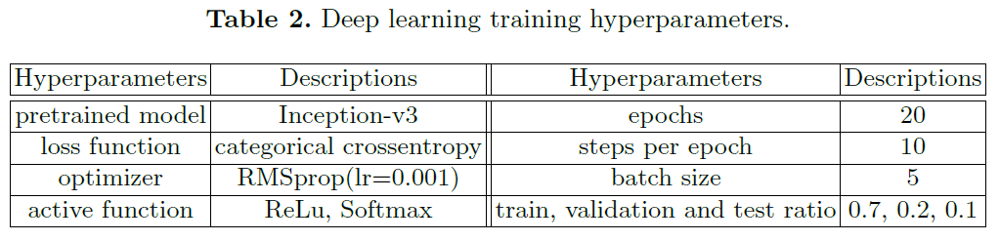 Table 2. Deep learning training hyperparameters.
Hyperparameters Descriptions Hyperparameters Descriptions
pretrained model Inception-v3 epochs 20
loss function categorical crossentropy steps per epoch 10
optimizer RMSprop(lr=0.001) batch size 5
active function ReLu, Softmax train, validation and test ratio 0.7, 0.2, 0.1